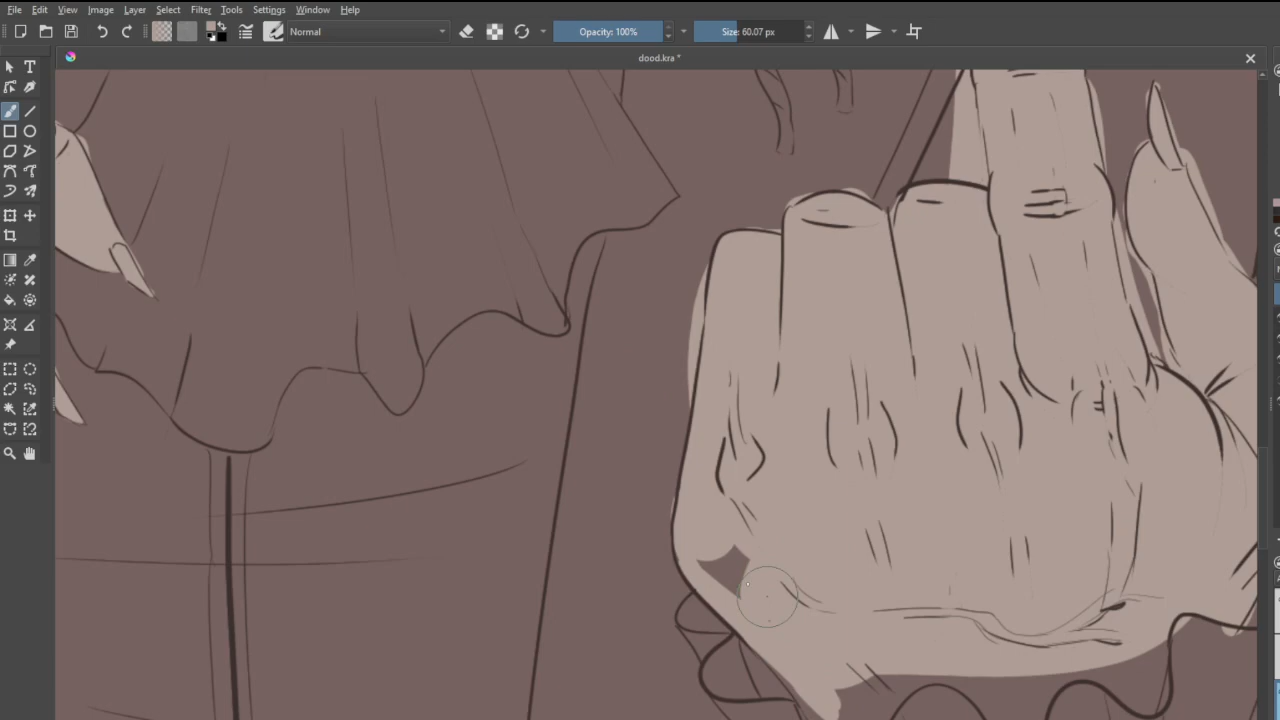 File Edit View Image Layer Select Filter Tools Settings Window Help
Normal Opacity: 100% Size: 60.07 px
dood.kra *